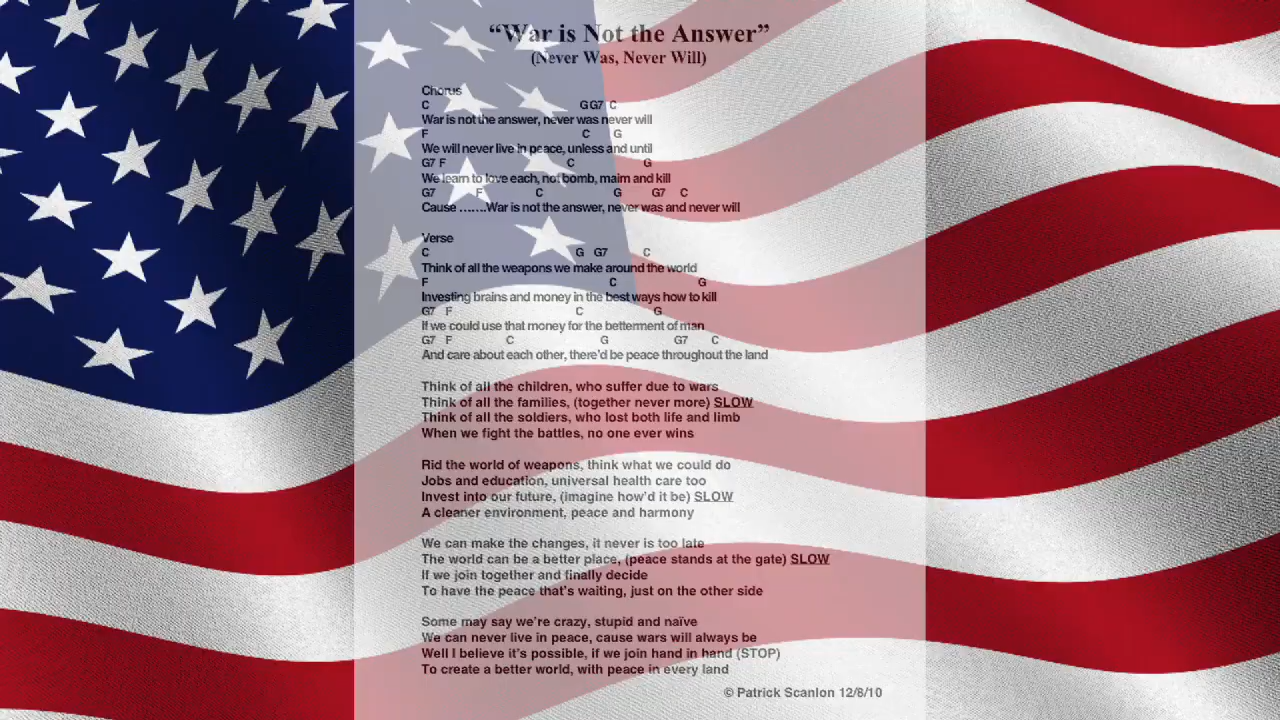 “War is Not the Answer”
(Never Was, Never Will)
Chorus
C G G7 C
War is not the answer, never was never will
F C G
We will never live in peace, unless and until
G7 F C G
We learn to love each, not bomb, maim and kill
G7 F C G G7 C
Cause …….War is not the answer, never was and never will
Verse
C G G7 C
Think of all the weapons we make around the world
F C G
Investing brains and money in the best ways how to kill
G7 F C G
If we could use that money for the betterment of man
G7 F C G G7 C
And care about each other, there’d be peace throughout the land
Think of all the children, who suffer due to wars
Think of all the families, (together never more) SLOW
Think of all the soldiers, who lost both life and limb
When we fight the battles, no one ever wins
Rid the world of weapons, think what we could do
Jobs and education, universal health care too
Invest into our future, (imagine how’d it be) SLOW
A cleaner environment, peace and harmony
We can make the changes, it never is too late
The world can be a better place, (peace stands at the gate) SLOW
If we join together and finally decide
To have the peace that’s waiting, just on the other side
Some may say we’re crazy, stupid and naïve
We can never live in peace, cause wars will always be
Well I believe it’s possible, if we join hand in hand (STOP)
To create a better world, with peace in every land
© Patrick Scanlon 12/8/10